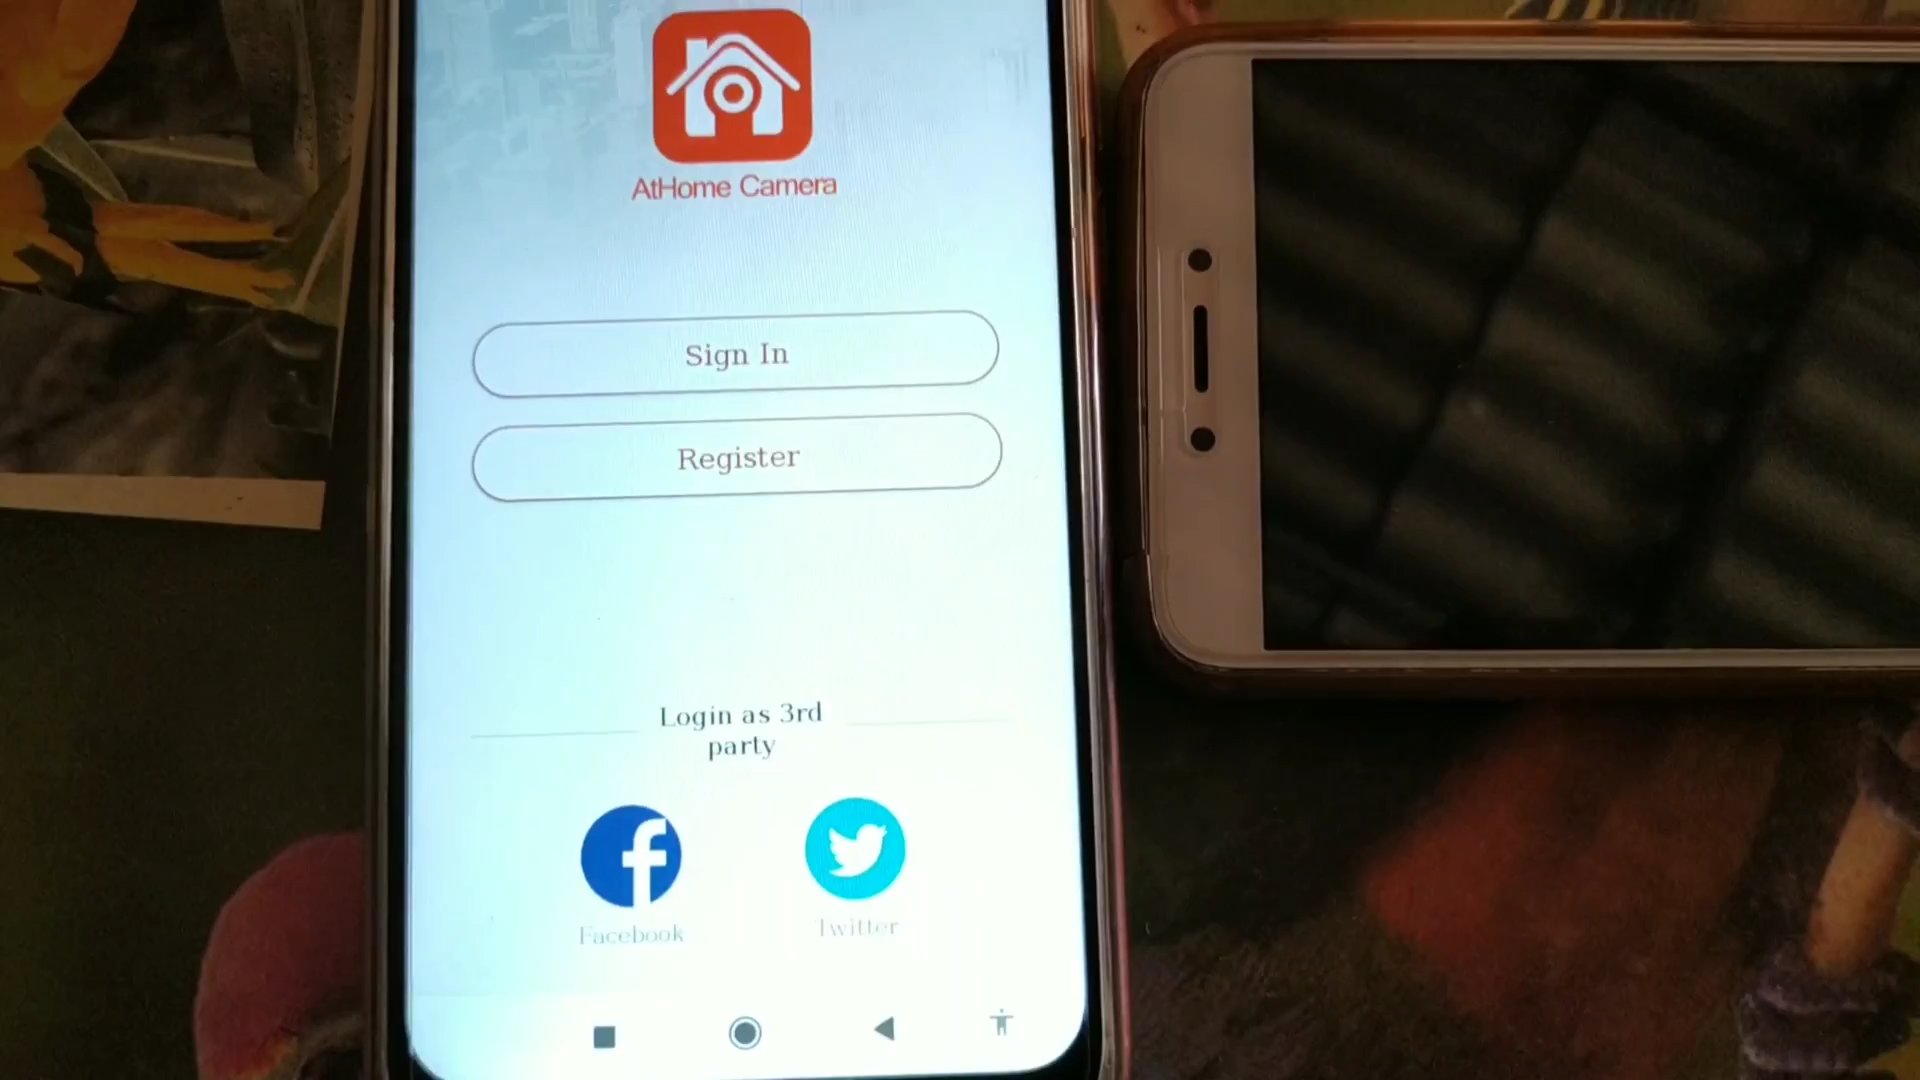 AtHome Camera
Sign In
Register
Login as 3rd
party
Facebook
Twitter